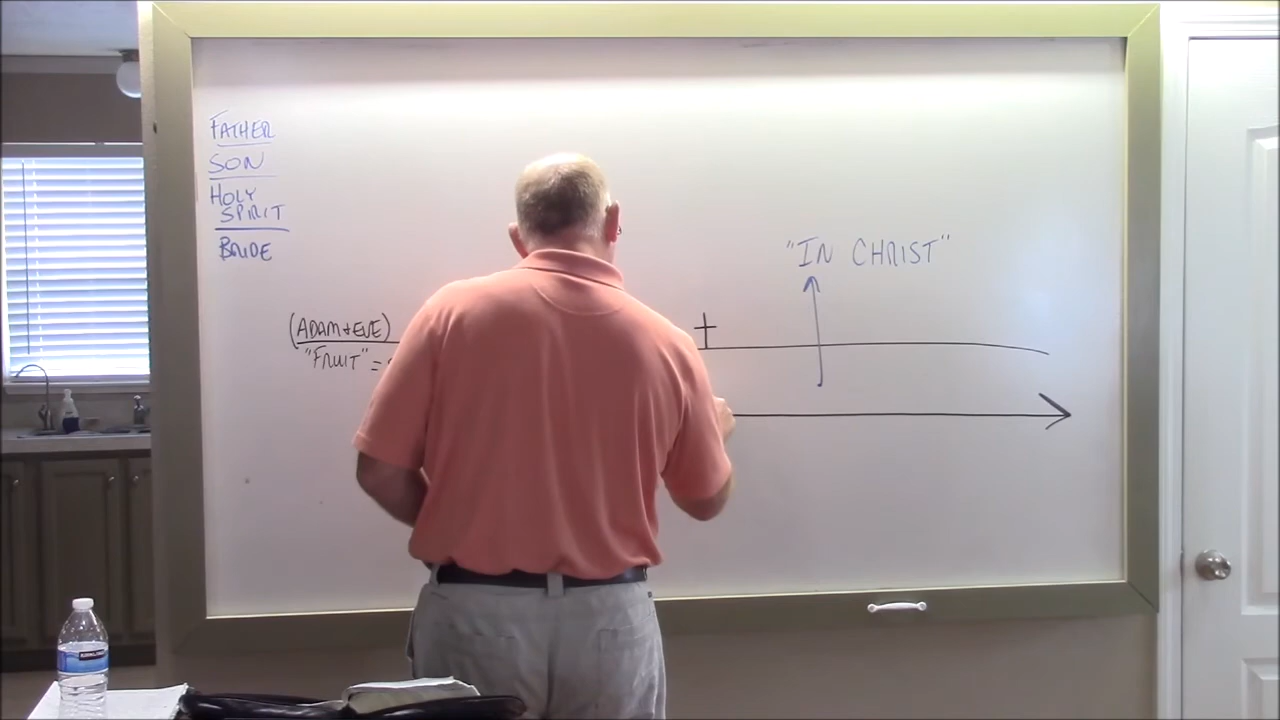 FATHER
SON
HOLY
SPIRIT
BRIDE
"IN CHRIST"
(ADAM + EVE)
"FRUIT" =